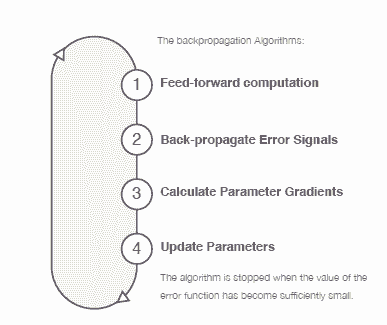 The backpropagation Algorithms:
1 Feed-forward computation
2 Back-propagate Error Signals
3 Calculate Parameter Gradients
4 Update Parameters
The algorithm is stopped when the value of the
error function has become sufficiently small.